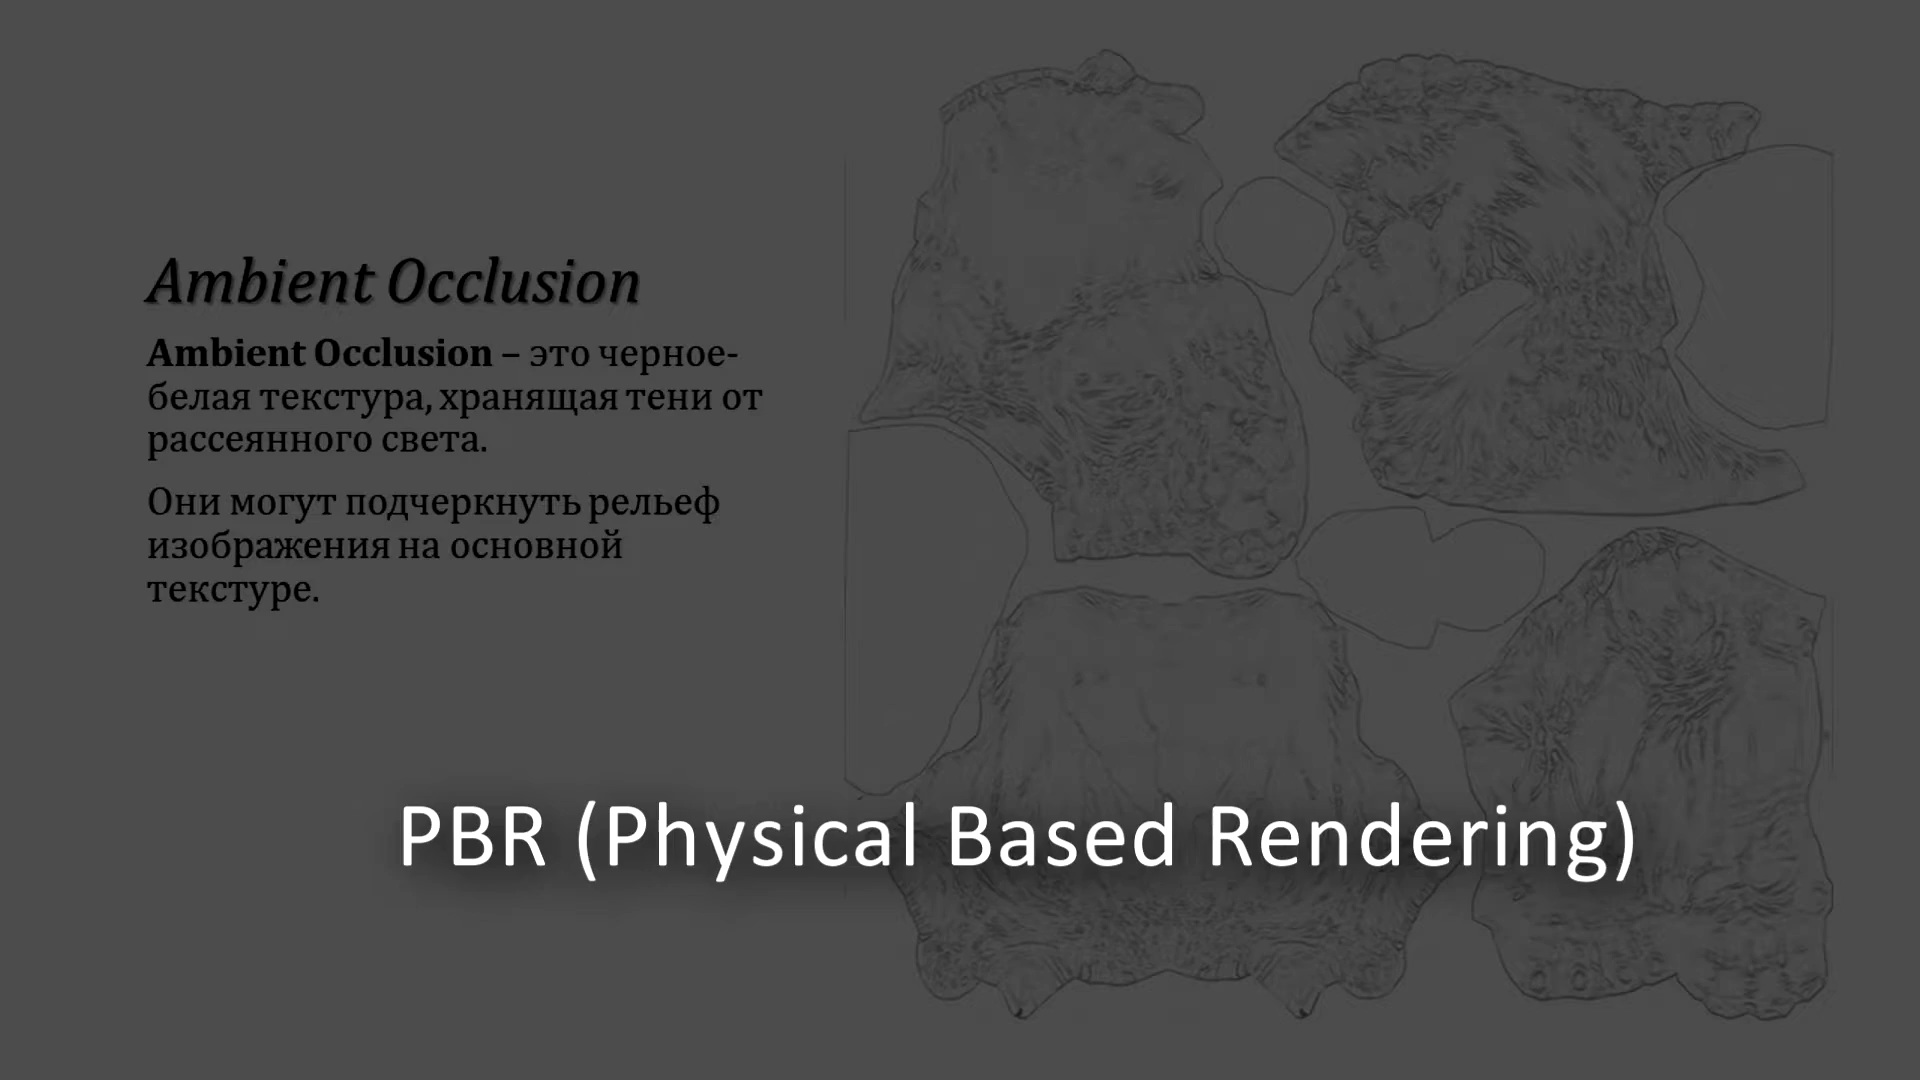 Ambient Occlusion
Ambient Occlusion – это черное-
белая текстура, хранящая тени от
рассеянного света.
Они могут подчеркнуть рельеф
изображения на основной
текстуре.
PBR (Physical Based Rendering)